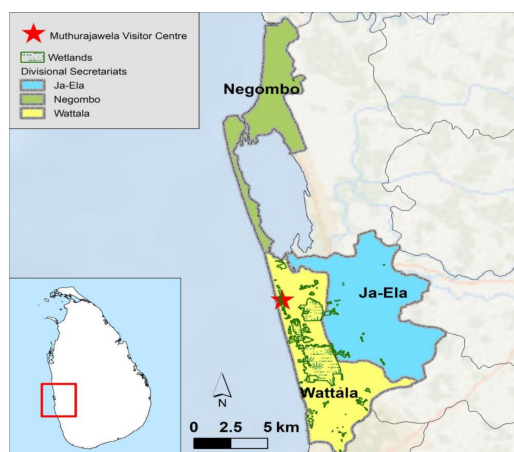 Muthurajawela Visitor Centre
Wetlands
Divisional Secretariats
Ja-Ela
Negombo
Wattala
Negombo
Ja-Ela
Wattala
N
0 2.5 5 km